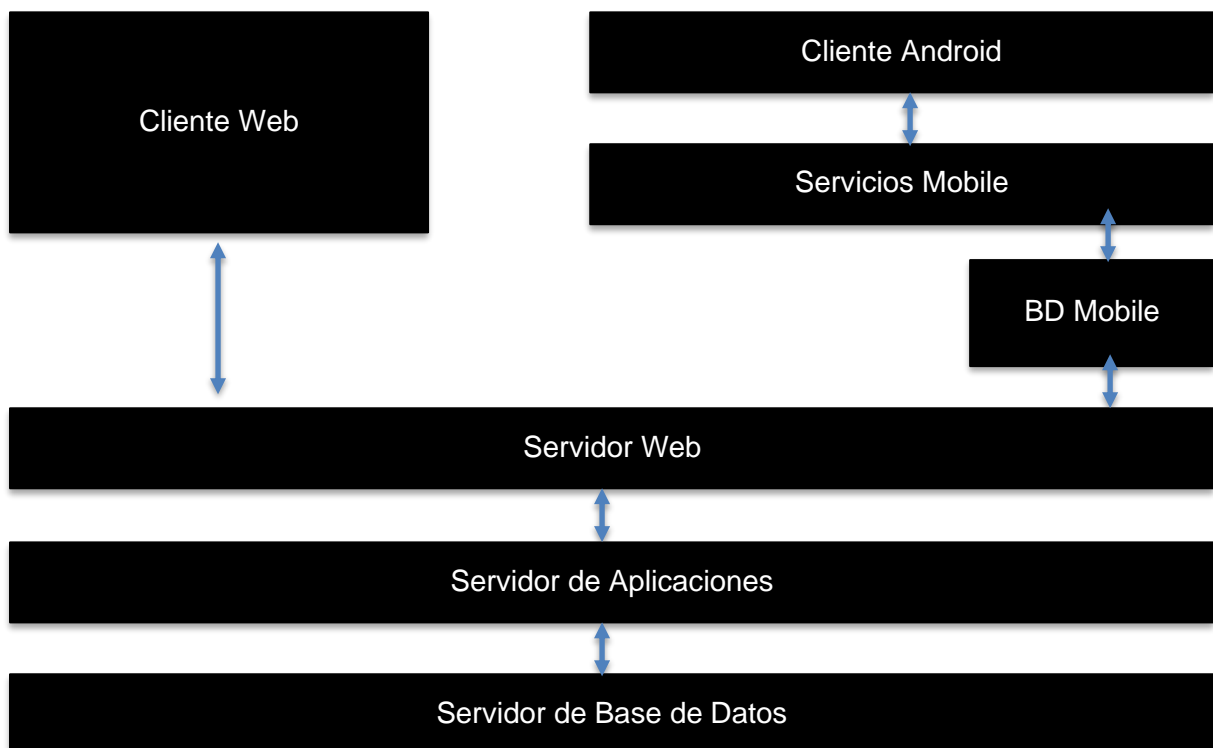 Cliente Web
Cliente Android
Servicios Mobile
BD Mobile
Servidor Web
Servidor de Aplicaciones
Servidor de Base de Datos